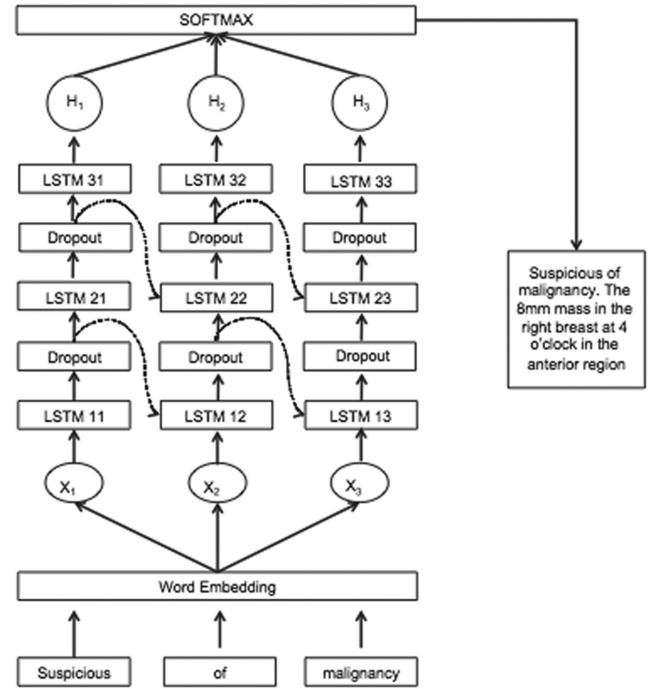 SOFTMAX
H1 H2 H3
LSTM 31 LSTM 32 LSTM 33
Dropout Dropout Dropout
LSTM 21 LSTM 22 LSTM 23
Dropout Dropout Dropout
LSTM 11 LSTM 12 LSTM 13
X1 X2 X3
Word Embedding
Suspicious of malignancy
Suspicious of
malignancy. The
8mm mass in the
right breast at 4
o'clock in the
anterior region